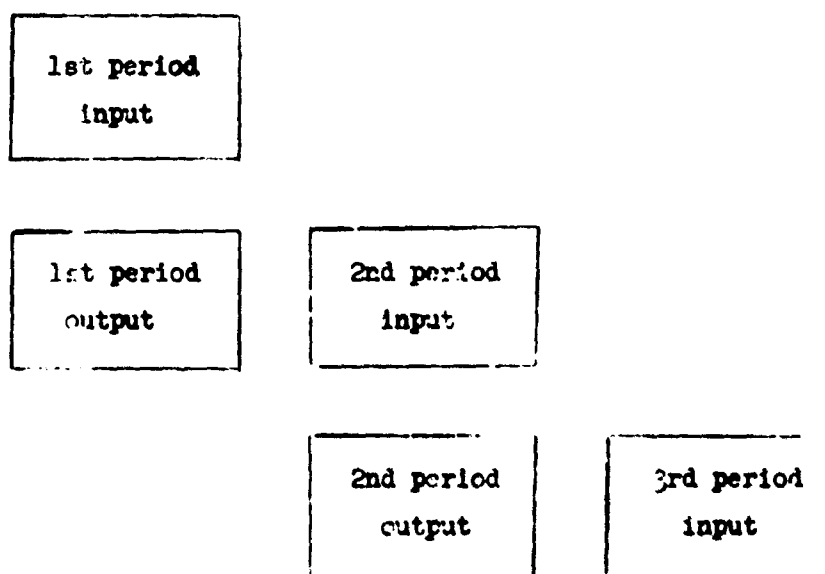 1st period
input
1st period
output
2nd period
input
2nd period
output
3rd period
input